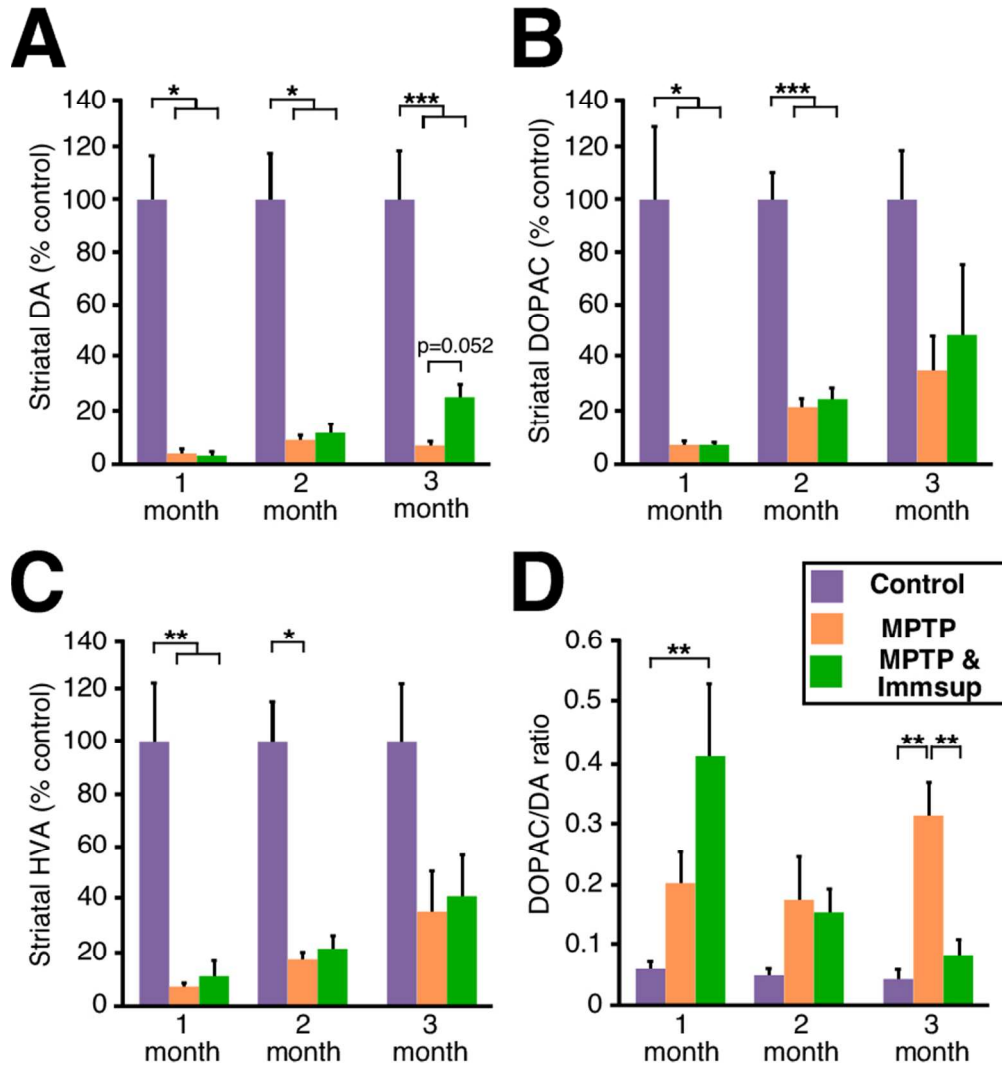 A
Striatal DA (% control)
140
120
100
80
60
40
20
0
*
*
***
p=0.052
1 month
2 month
3 month
B
Striatal DOPAC (% control)
140
120
100
80
60
40
20
0
*
***
1 month
2 month
3 month
C
Striatal HVA (% control)
140
120
100
80
60
40
20
0
**
*
1 month
2 month
3 month
D
Control
MPTP
MPTP &
Immsup
DOPAC/DA ratio
0.6
0.5
0.4
0.3
0.2
0.1
0
**
** **
1 month
2 month
3 month